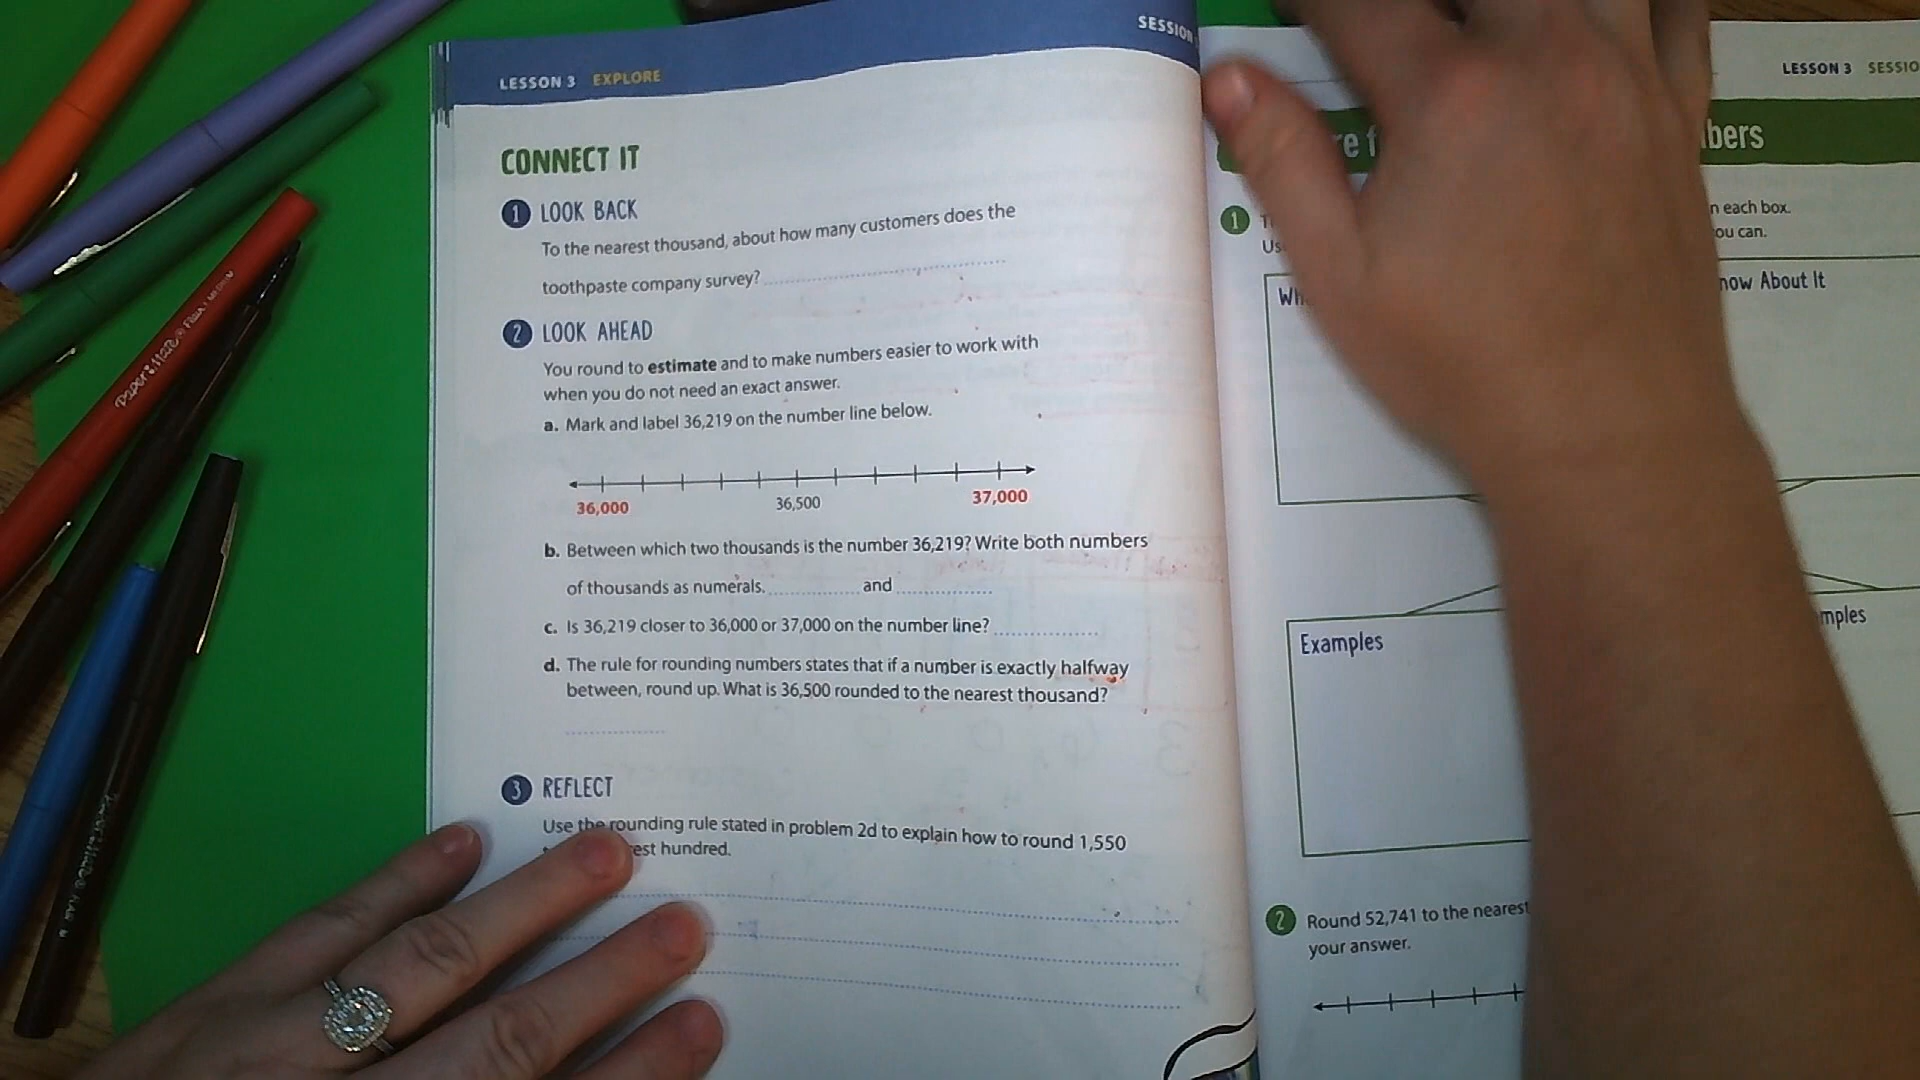 LESSON 3 EXPLORE
SESSION
CONNECT IT
1 LOOK BACK
To the nearest thousand, about how many customers does the
toothpaste company survey?
2 LOOK AHEAD
You round to estimate and to make numbers easier to work with
when you do not need an exact answer.
a. Mark and label 36,219 on the number line below.
36,000 36,500 37,000
b. Between which two thousands is the number 36,219? Write both numbers
of thousands as numerals. and
c. Is 36,219 closer to 36,000 or 37,000 on the number line?
d. The rule for rounding numbers states that if a number is exactly halfway
between, round up. What is 36,500 rounded to the nearest thousand?
3 REFLECT
Use the rounding rule stated in problem 2d to explain how to round 1,550
hundred.
LESSON 3
1
each box.
can.
About It
Examples
2 Round 52,741 to the nearest
your answer.
PAPER MATE FLAIR